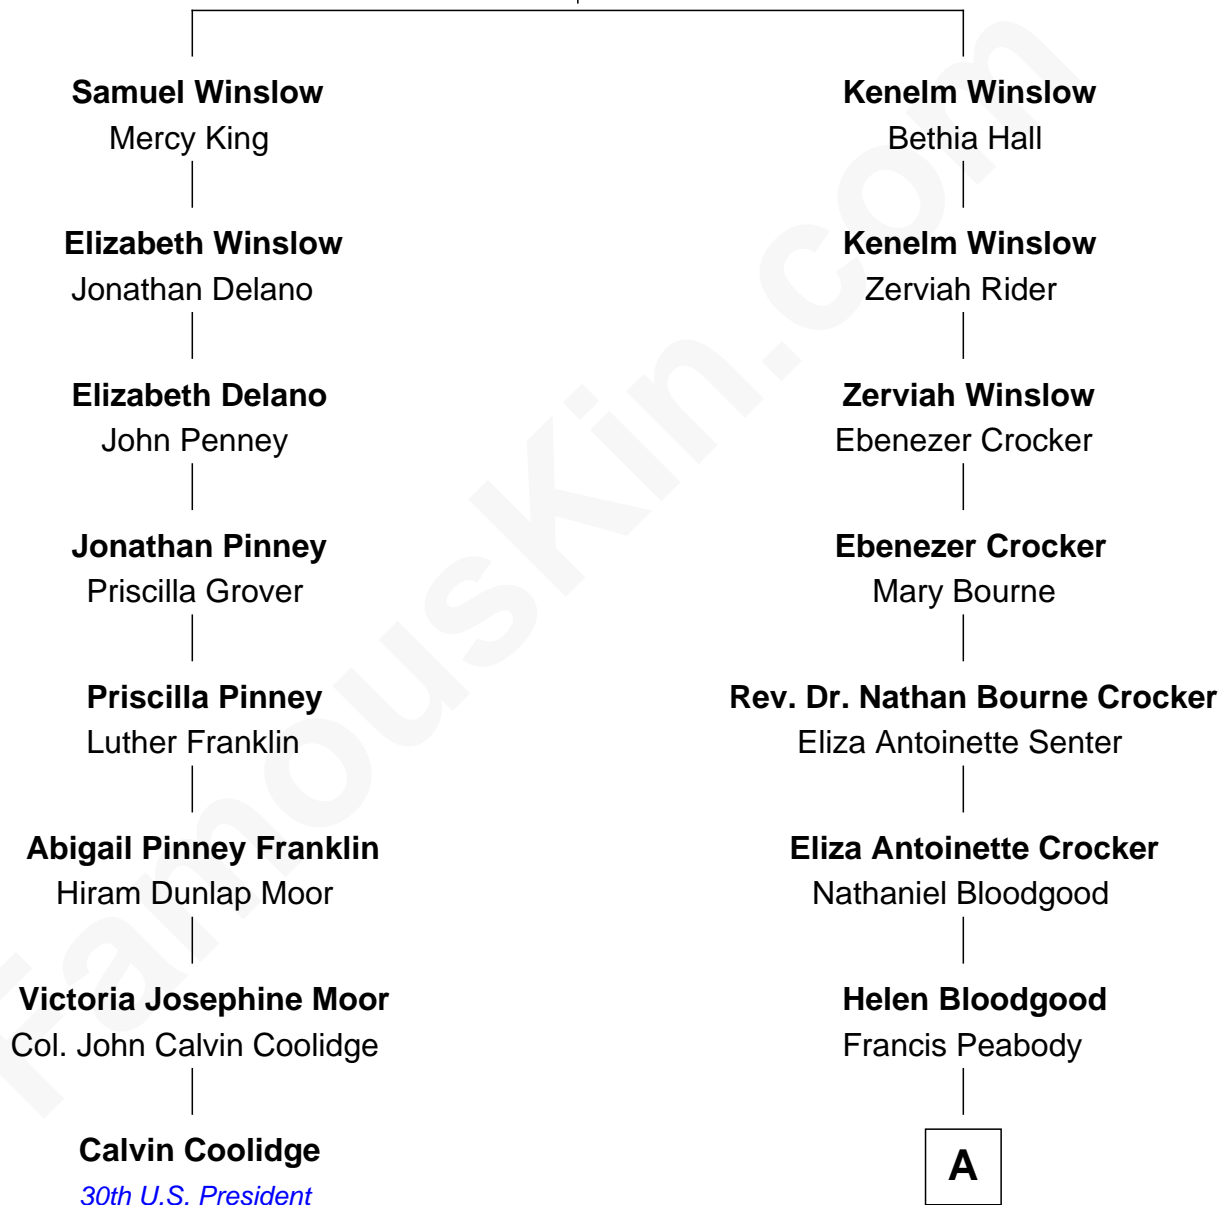 Samuel Winslow
Mercy King
Elizabeth Winslow
Jonathan Delano
Elizabeth Delano
John Penney
Jonathan Pinney
Priscilla Grover
Priscilla Pinney
Luther Franklin
Abigail Pinney Franklin
Hiram Dunlap Moor
Victoria Josephine Moor
Col. John Calvin Coolidge
Calvin Coolidge
30th U.S. President
Kenelm Winslow
Bethia Hall
Kenelm Winslow
Zerviah Rider
Zerviah Winslow
Ebenezer Crocker
Ebenezer Crocker
Mary Bourne
Rev. Dr. Nathan Bourne Crocker
Eliza Antoinette Senter
Eliza Antoinette Crocker
Nathaniel Bloodgood
Helen Bloodgood
Francis Peabody
A
FamousKin.com